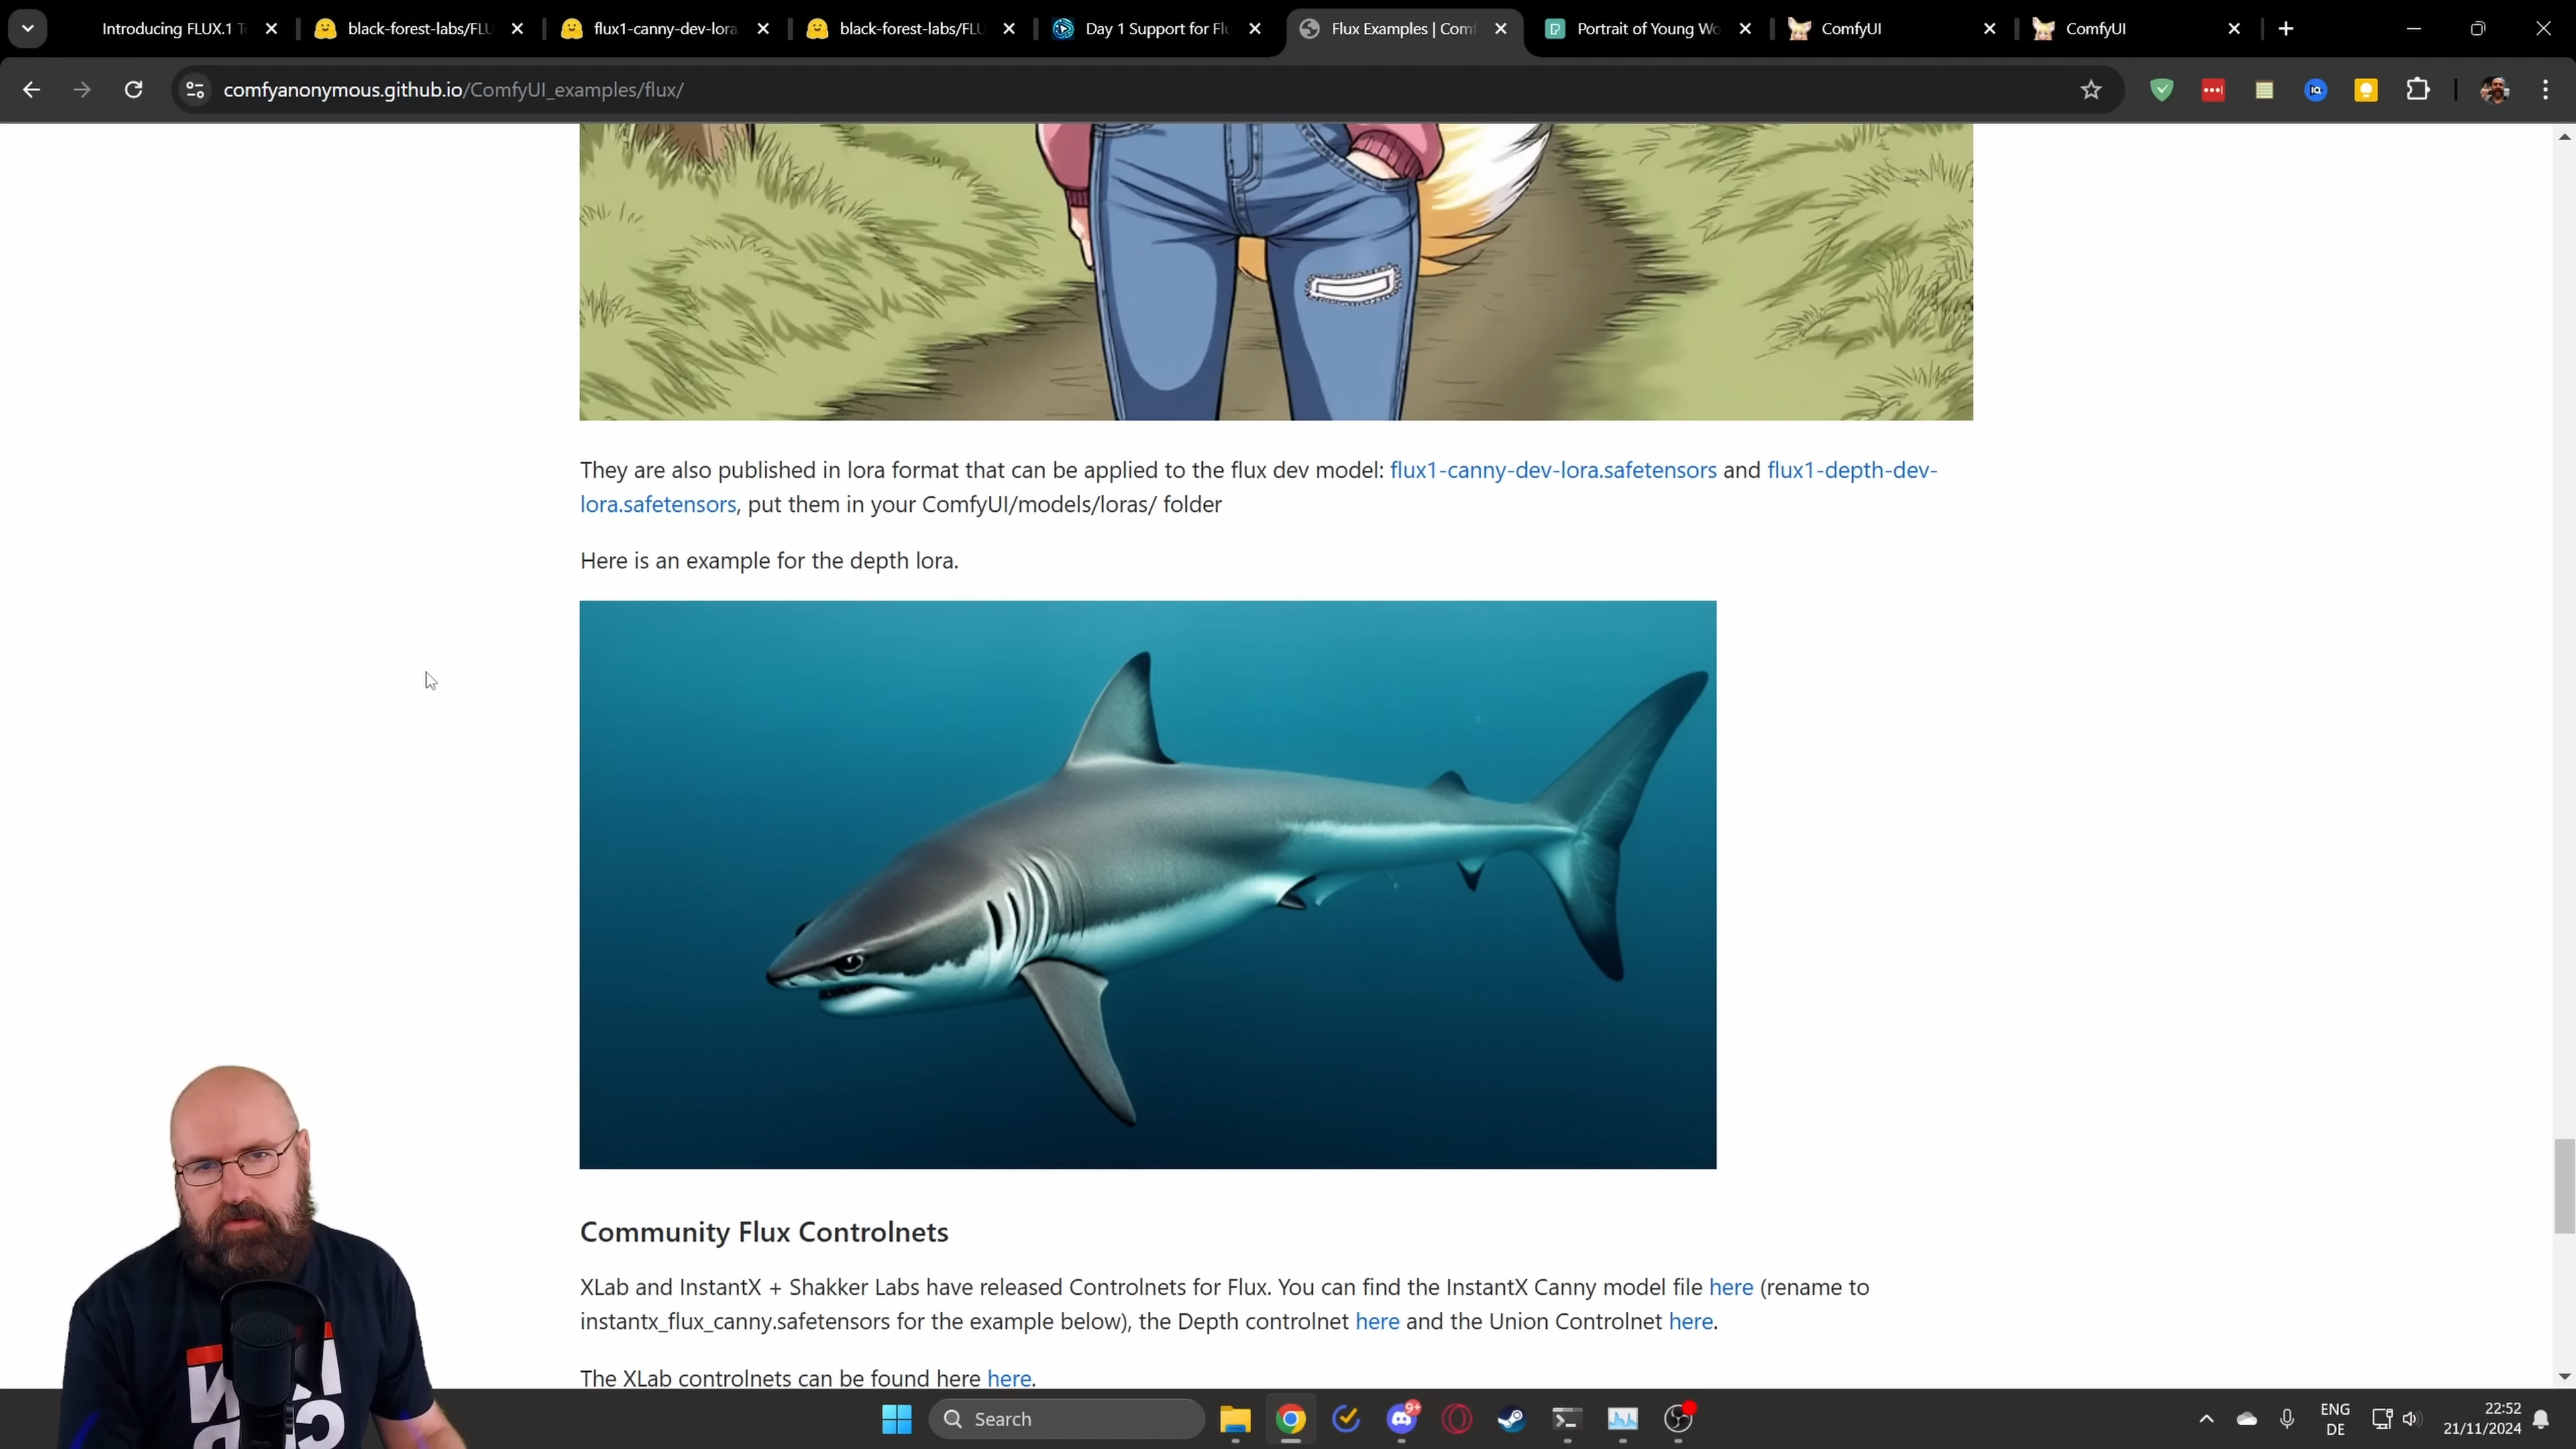 Introducing FLUX.1 T
black-forest-labs/FLU
flux1-canny-dev-lora
black-forest-labs/FLU
Day 1 Support for Flu
Flux Examples | Comf
Portrait of Young Wo
ComfyUI
ComfyUI
comfyanonymous.github.io/ComfyUI_examples/flux/
They are also published in lora format that can be applied to the flux dev model: flux1-canny-dev-lora.safetensors and flux1-depth-dev-
lora.safetensors, put them in your ComfyUI/models/loras/ folder
Here is an example for the depth lora.
Community Flux Controlnets
XLab and InstantX + Shakker Labs have released Controlnets for Flux. You can find the InstantX Canny model file here (rename to
instantx_flux_canny.safetensors for the example below), the Depth controlnet here and the Union Controlnet here.
The XLab controlnets can be found here here.
Search
9+
ENG
DE
22:52
21/11/2024